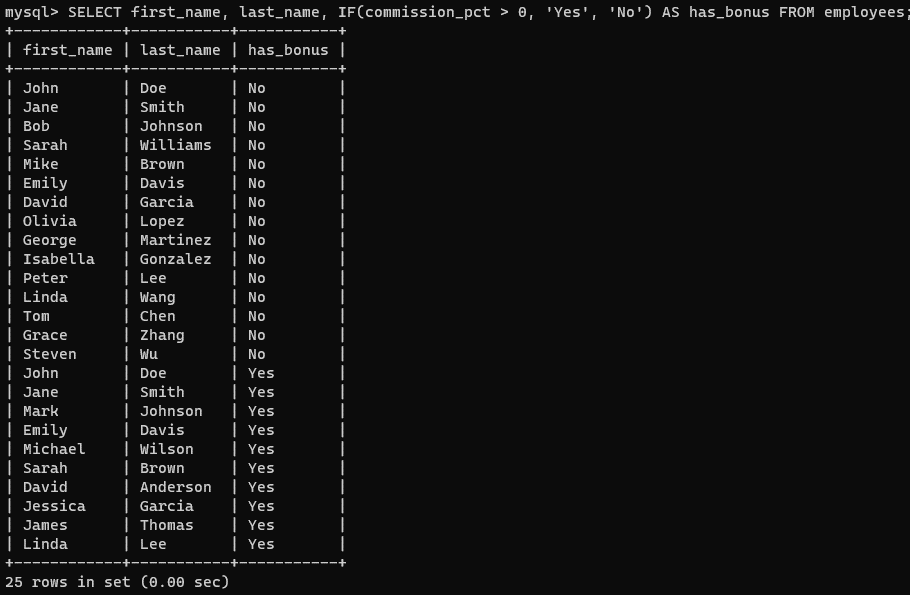 mysql> SELECT first_name, last_name, IF(commission_pct > 0, 'Yes', 'No') AS has_bonus FROM employees;
+------------+-----------+-----------+
| first_name | last_name | has_bonus |
+------------+-----------+-----------+
| John       | Doe       | No        |
| Jane       | Smith     | No        |
| Bob        | Johnson   | No        |
| Sarah      | Williams  | No        |
| Mike       | Brown     | No        |
| Emily      | Davis     | No        |
| David      | Garcia    | No        |
| Olivia     | Lopez     | No        |
| George     | Martinez  | No        |
| Isabella   | Gonzalez  | No        |
| Peter      | Lee       | No        |
| Linda      | Wang      | No        |
| Tom        | Chen      | No        |
| Grace      | Zhang     | No        |
| Steven     | Wu        | No        |
| John       | Doe       | Yes       |
| Jane       | Smith     | Yes       |
| Mark       | Johnson   | Yes       |
| Emily      | Davis     | Yes       |
| Michael    | Wilson    | Yes       |
| Sarah      | Brown     | Yes       |
| David      | Anderson  | Yes       |
| Jessica    | Garcia    | Yes       |
| James      | Thomas    | Yes       |
| Linda      | Lee       | Yes       |
+------------+-----------+-----------+
25 rows in set (0.00 sec)